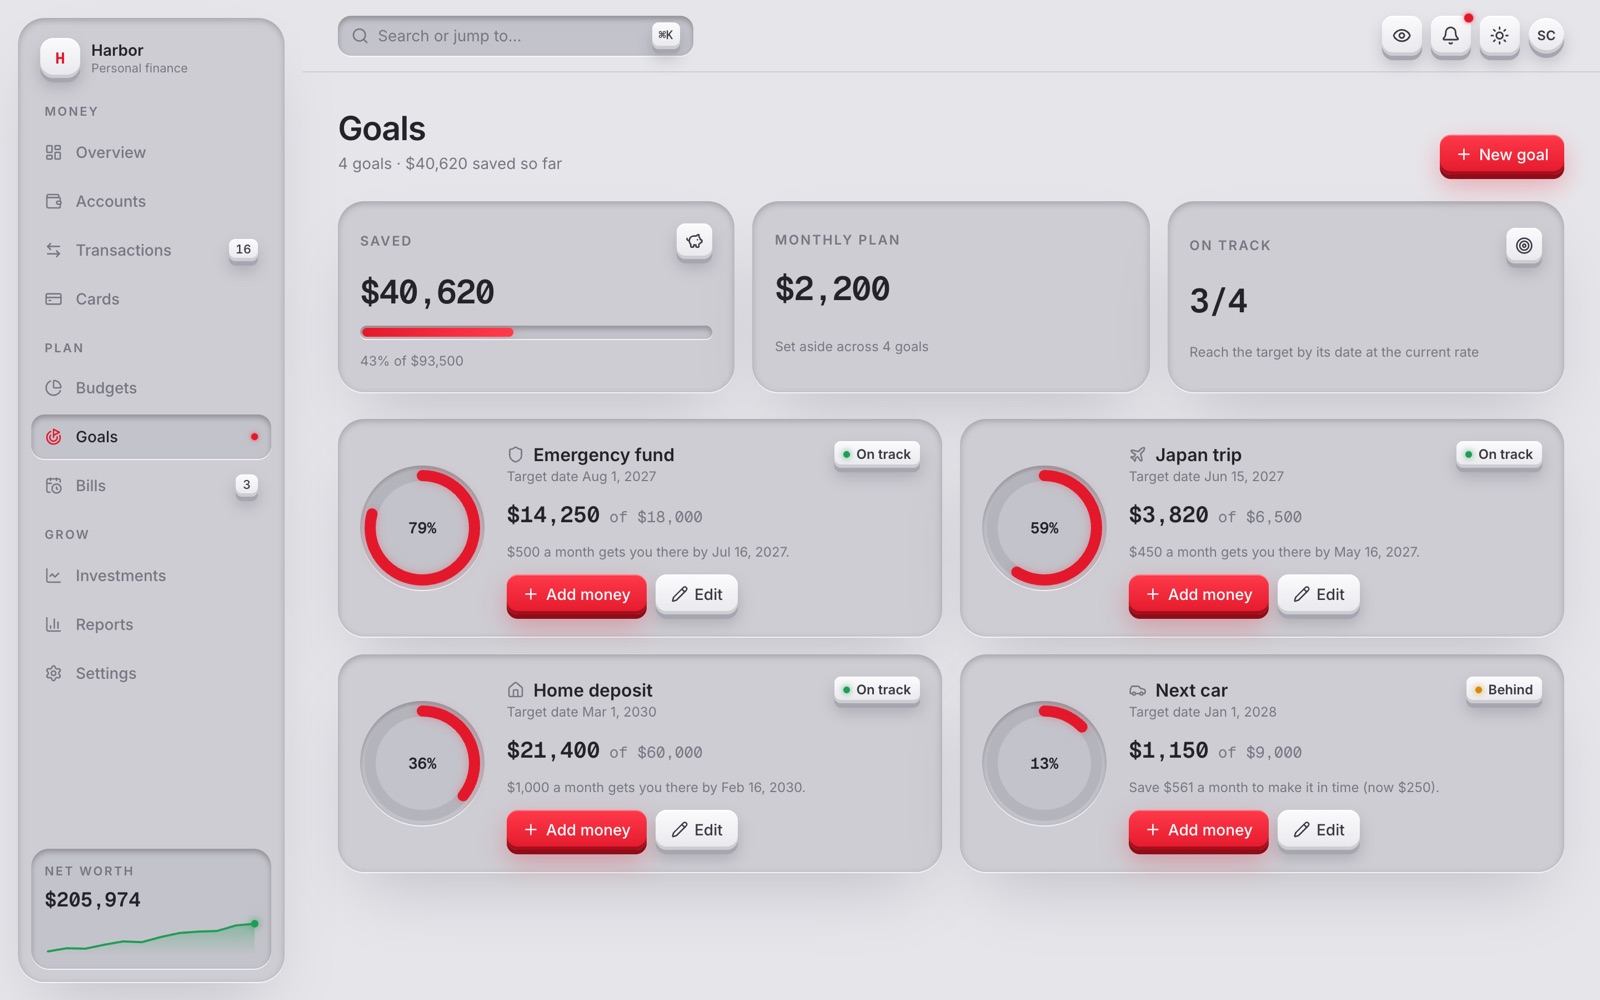 H
Harbor
Personal finance
MONEY
Overview
Accounts
Transactions 16
Cards
PLAN
Budgets
Goals
Bills 3
GROW
Investments
Reports
Settings
NET WORTH
$205,974
Search or jump to... ⌘K
SC
Goals
4 goals · $40,620 saved so far
+ New goal
SAVED
$40,620
43% of $93,500
MONTHLY PLAN
$2,200
Set aside across 4 goals
ON TRACK
3/4
Reach the target by its date at the current rate
79%
Emergency fund
On track
Target date Aug 1, 2027
$14,250 of $18,000
$500 a month gets you there by Jul 16, 2027.
+ Add money
Edit
59%
Japan trip
On track
Target date Jun 15, 2027
$3,820 of $6,500
$450 a month gets you there by May 16, 2027.
+ Add money
Edit
36%
Home deposit
On track
Target date Mar 1, 2030
$21,400 of $60,000
$1,000 a month gets you there by Feb 16, 2030.
+ Add money
Edit
13%
Next car
Behind
Target date Jan 1, 2028
$1,150 of $9,000
Save $561 a month to make it in time (now $250).
+ Add money
Edit